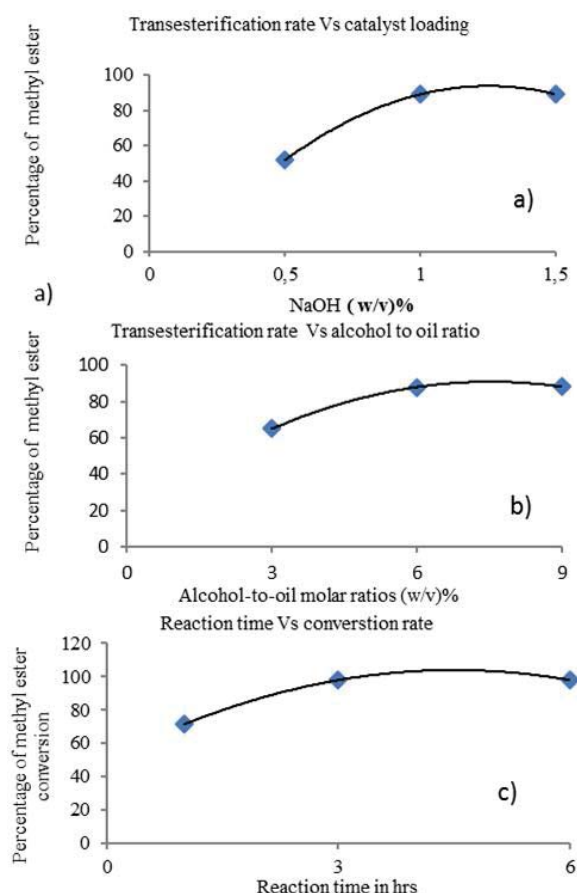 Transesterification rate Vs catalyst loading
Percentage of methyl ester
100
80
60
40
20
0
0 0,5 1 1,5
a)
a)
NaOH ( w/v)%
Transesterification rate Vs alcohol to oil ratio
Percentage of methyl ester
100
80
60
40
20
0
0 3 6 9
b)
Alcohol-to-oil molar ratios (w/v)%
Reaction time Vs converstion rate
Percentage of methyl ester
conversion
120
100
80
60
40
20
0
0 3 6
c)
Reaction time in hrs